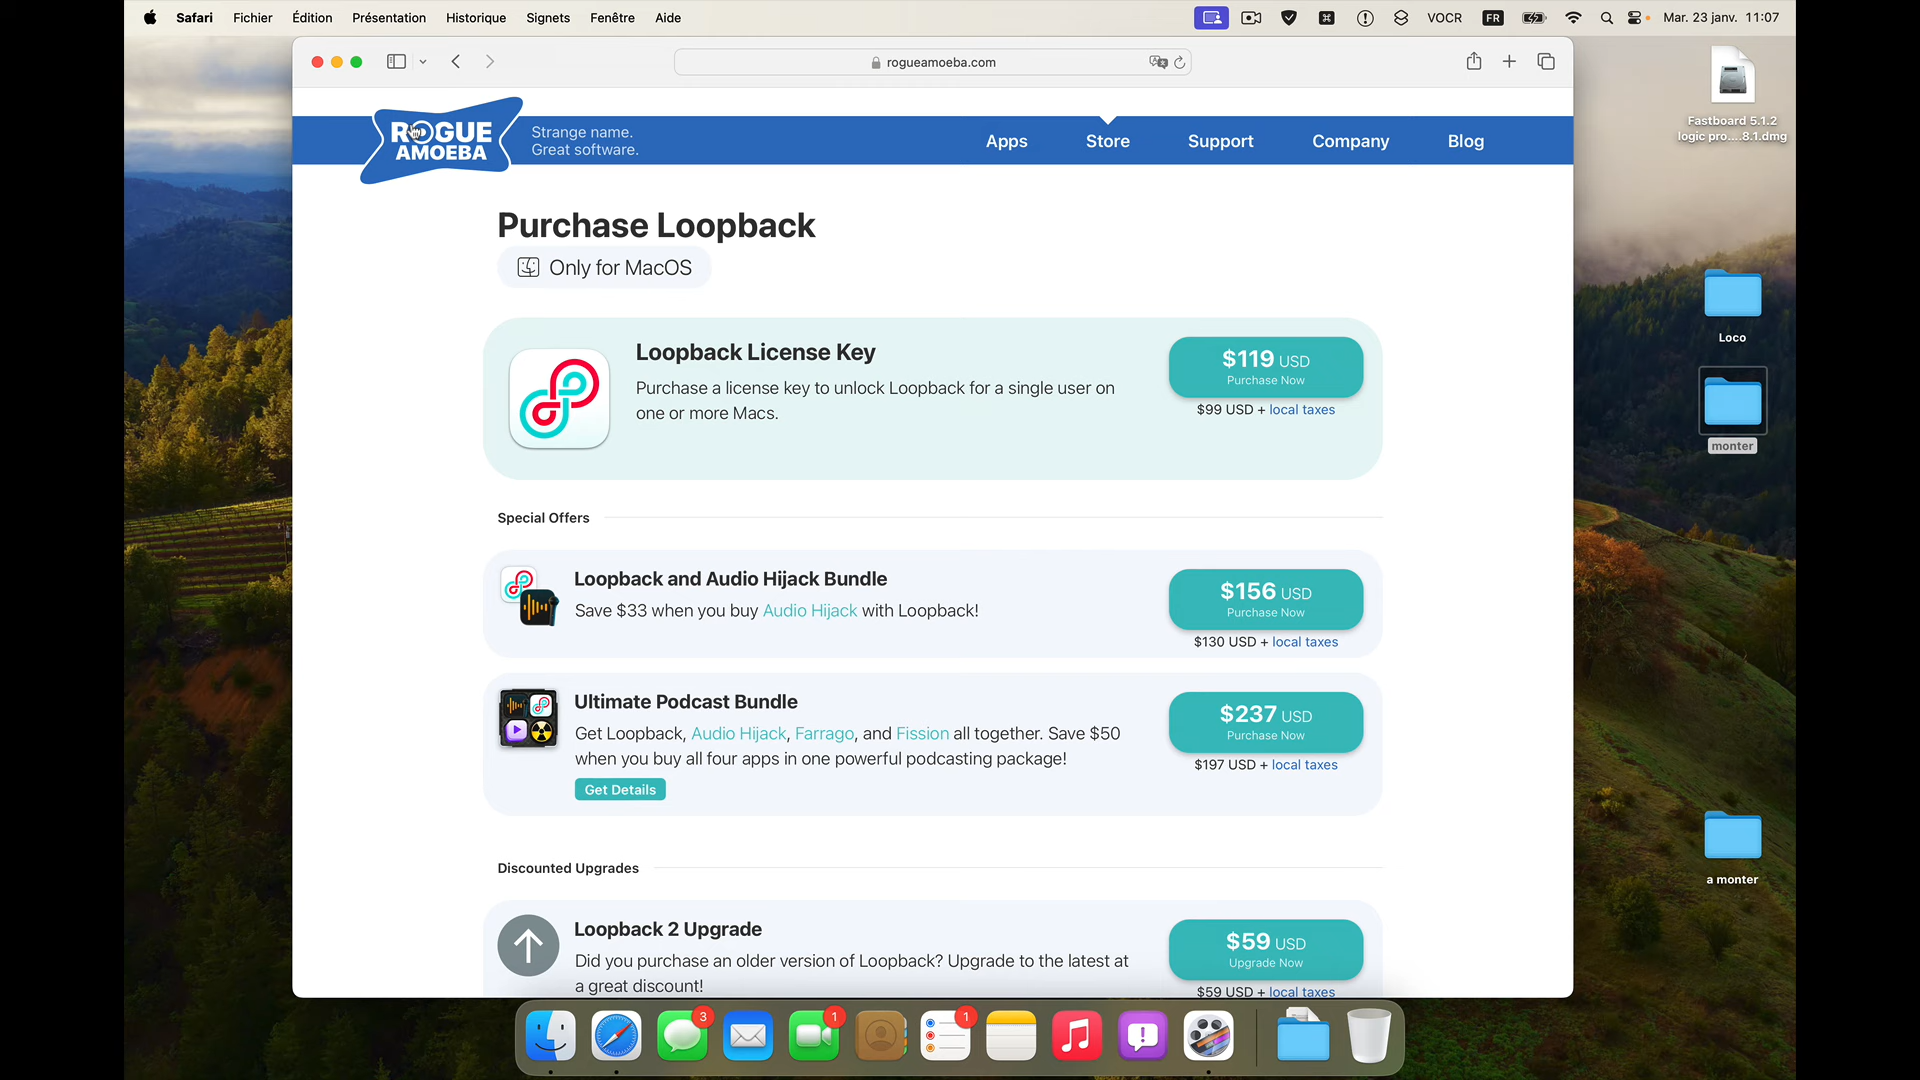 Safari Fichier Édition Présentation Historique Signets Fenêtre Aide VOCR FR Mar. 23 janv. 11:07
rogueamoeba.com
ROGUE
AMOEBA
Strange name.
Great software.
Apps Store Support Company Blog
Purchase Loopback
Only for MacOS
Loopback License Key
Purchase a license key to unlock Loopback for a single user on
one or more Macs.
$119 USD
Purchase Now
$99 USD + local taxes
Special Offers
Loopback and Audio Hijack Bundle
Save $33 when you buy Audio Hijack with Loopback!
$156 USD
Purchase Now
$130 USD + local taxes
Ultimate Podcast Bundle
Get Loopback, Audio Hijack, Farrago, and Fission all together. Save $50
when you buy all four apps in one powerful podcasting package!
Get Details
$237 USD
Purchase Now
$197 USD + local taxes
Discounted Upgrades
Loopback 2 Upgrade
Did you purchase an older version of Loopback? Upgrade to the latest at
a great discount!
$59 USD
Upgrade Now
$59 USD + local taxes
Fastboard 5.1.2
logic pro....8.1.dmg
Loco
monter
a monter
3
1
1